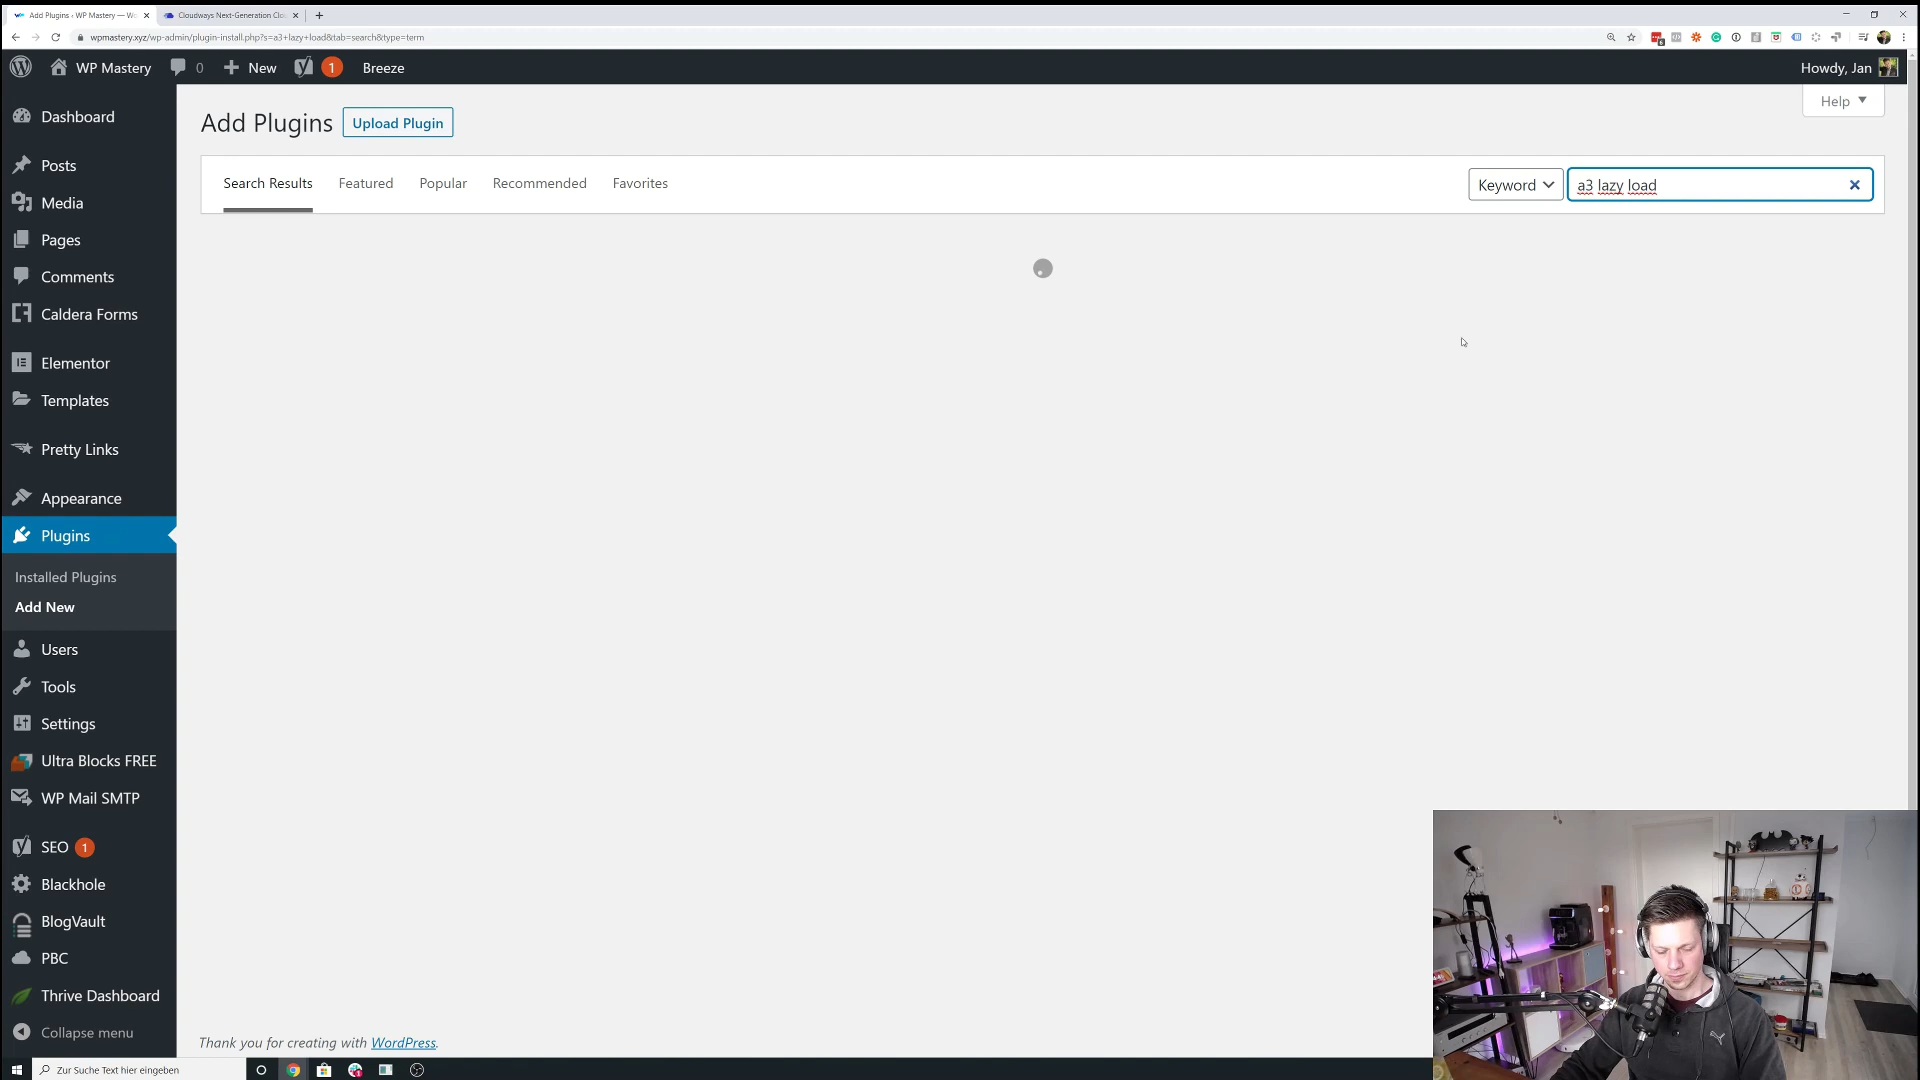 Add Plugins ‹ WP Mastery — Wo
Cloudways Next-Generation Clo
wpmastery.xyz/wp-admin/plugin-install.php?s=a3+lazy+load&tab=search&type=term
WP Mastery
0
New
1
Breeze
Howdy, Jan
Help
Add Plugins
Upload Plugin
Search Results
Featured
Popular
Recommended
Favorites
Keyword
a3 lazy load
Dashboard
Posts
Media
Pages
Comments
Caldera Forms
Elementor
Templates
Pretty Links
Appearance
Plugins
Installed Plugins
Add New
Users
Tools
Settings
Ultra Blocks FREE
WP Mail SMTP
SEO 1
Blackhole
BlogVault
PBC
Thrive Dashboard
Collapse menu
Thank you for creating with WordPress.
Zur Suche Text hier eingeben